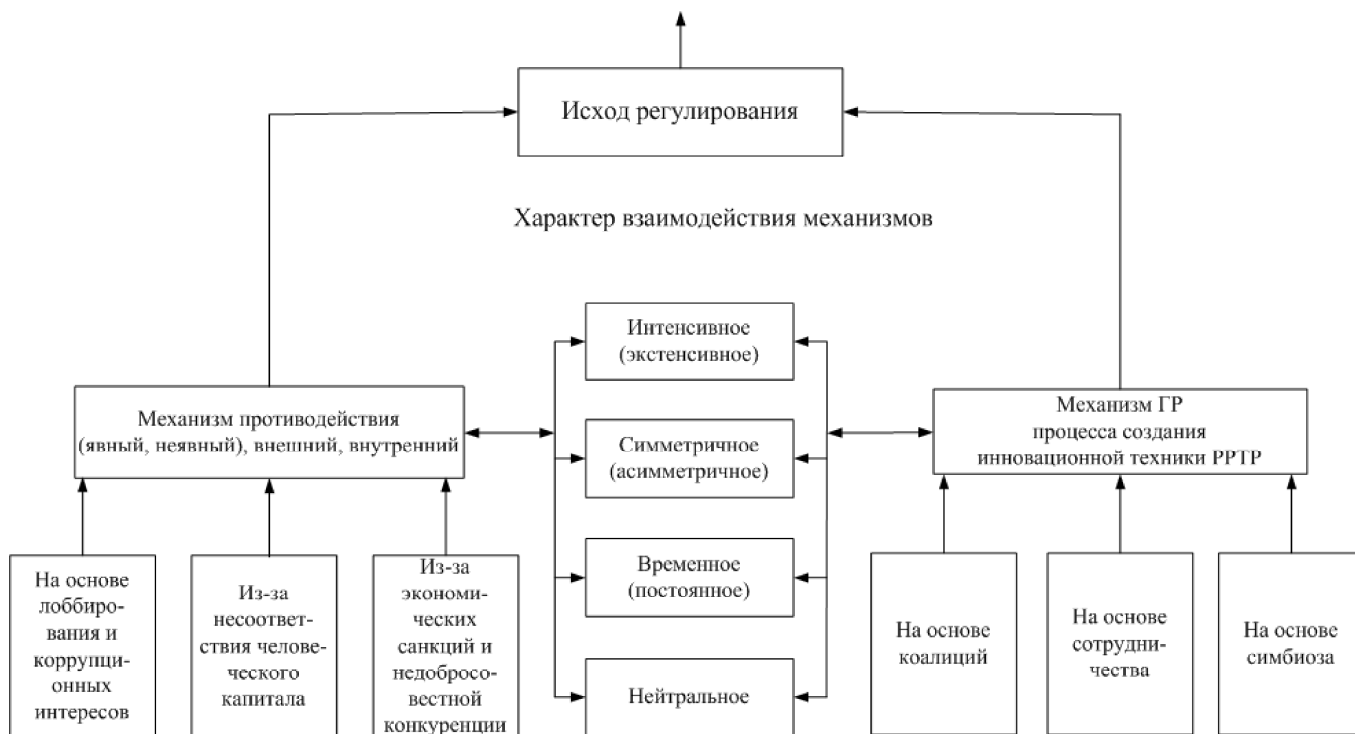 Исход регулирования
Характер взаимодействия механизмов
Механизм противодействия
(явный, неявный), внешний, внутренний
Интенсивное
(экстенсивное)
Симметричное
(асимметричное)
Временное
(постоянное)
Нейтральное
Механизм ГР
процесса создания
инновационной техники РРТР
На основе
лоббиро-
вания и
коррупци-
онных
интересов
Из-за
несоответ-
ствия челове-
ческого
капитала
Из-за
экономи-
ческих
санкций и
недобросо-
вестной
конкуренции
На основе
коалиций
На основе
сотрудни-
чества
На основе
симбиоза